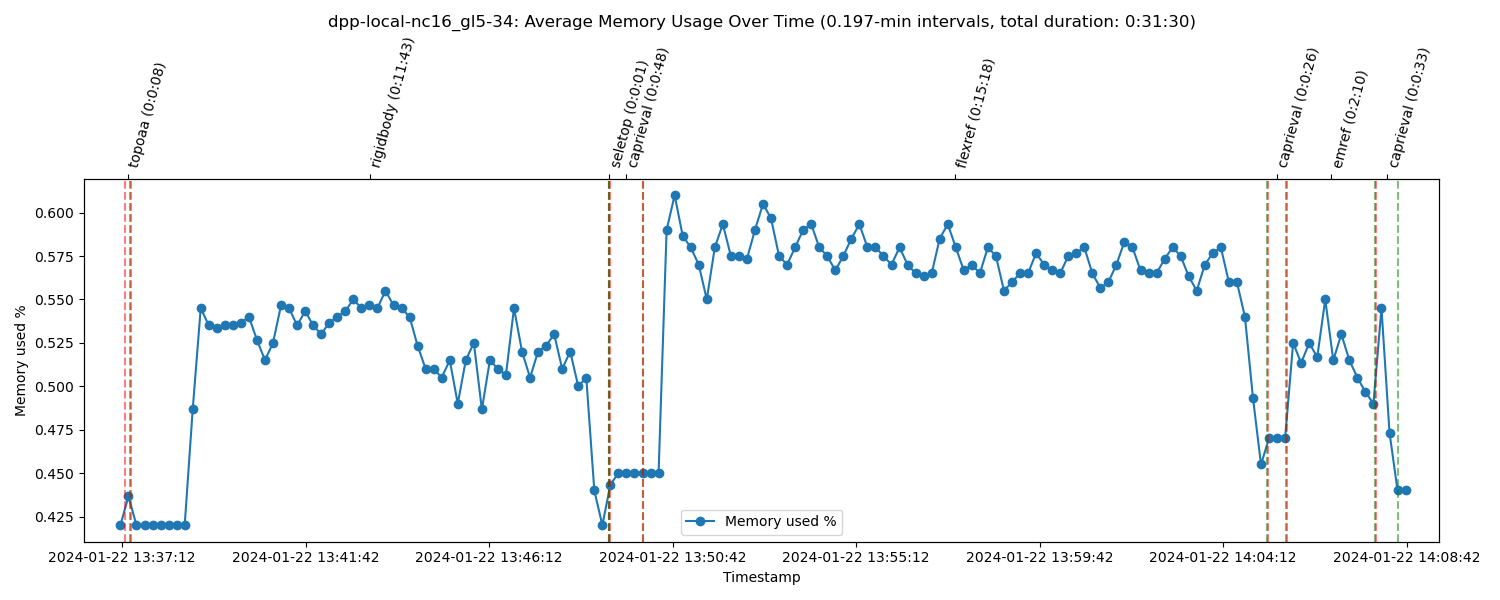 dpp-local-nc16_gl5-34: Average Memory Usage Over Time (0.197-min intervals, total duration: 0:31:30)
topoaa (0:0:08)
rigidbody (0:11:43)
seletop (0:0:01)
caprieval (0:0:48)
flexref (0:15:18)
caprieval (0:0:26)
emref (0:2:10)
caprieval (0:0:33)
Memory used %
0.600
0.575
0.550
0.525
0.500
0.475
0.450
0.425
Memory used %
2024-01-22 13:37:12
2024-01-22 13:41:42
2024-01-22 13:46:12
2024-01-22 13:50:42
2024-01-22 13:55:12
2024-01-22 13:59:42
2024-01-22 14:04:12
2024-01-22 14:08:42
Timestamp